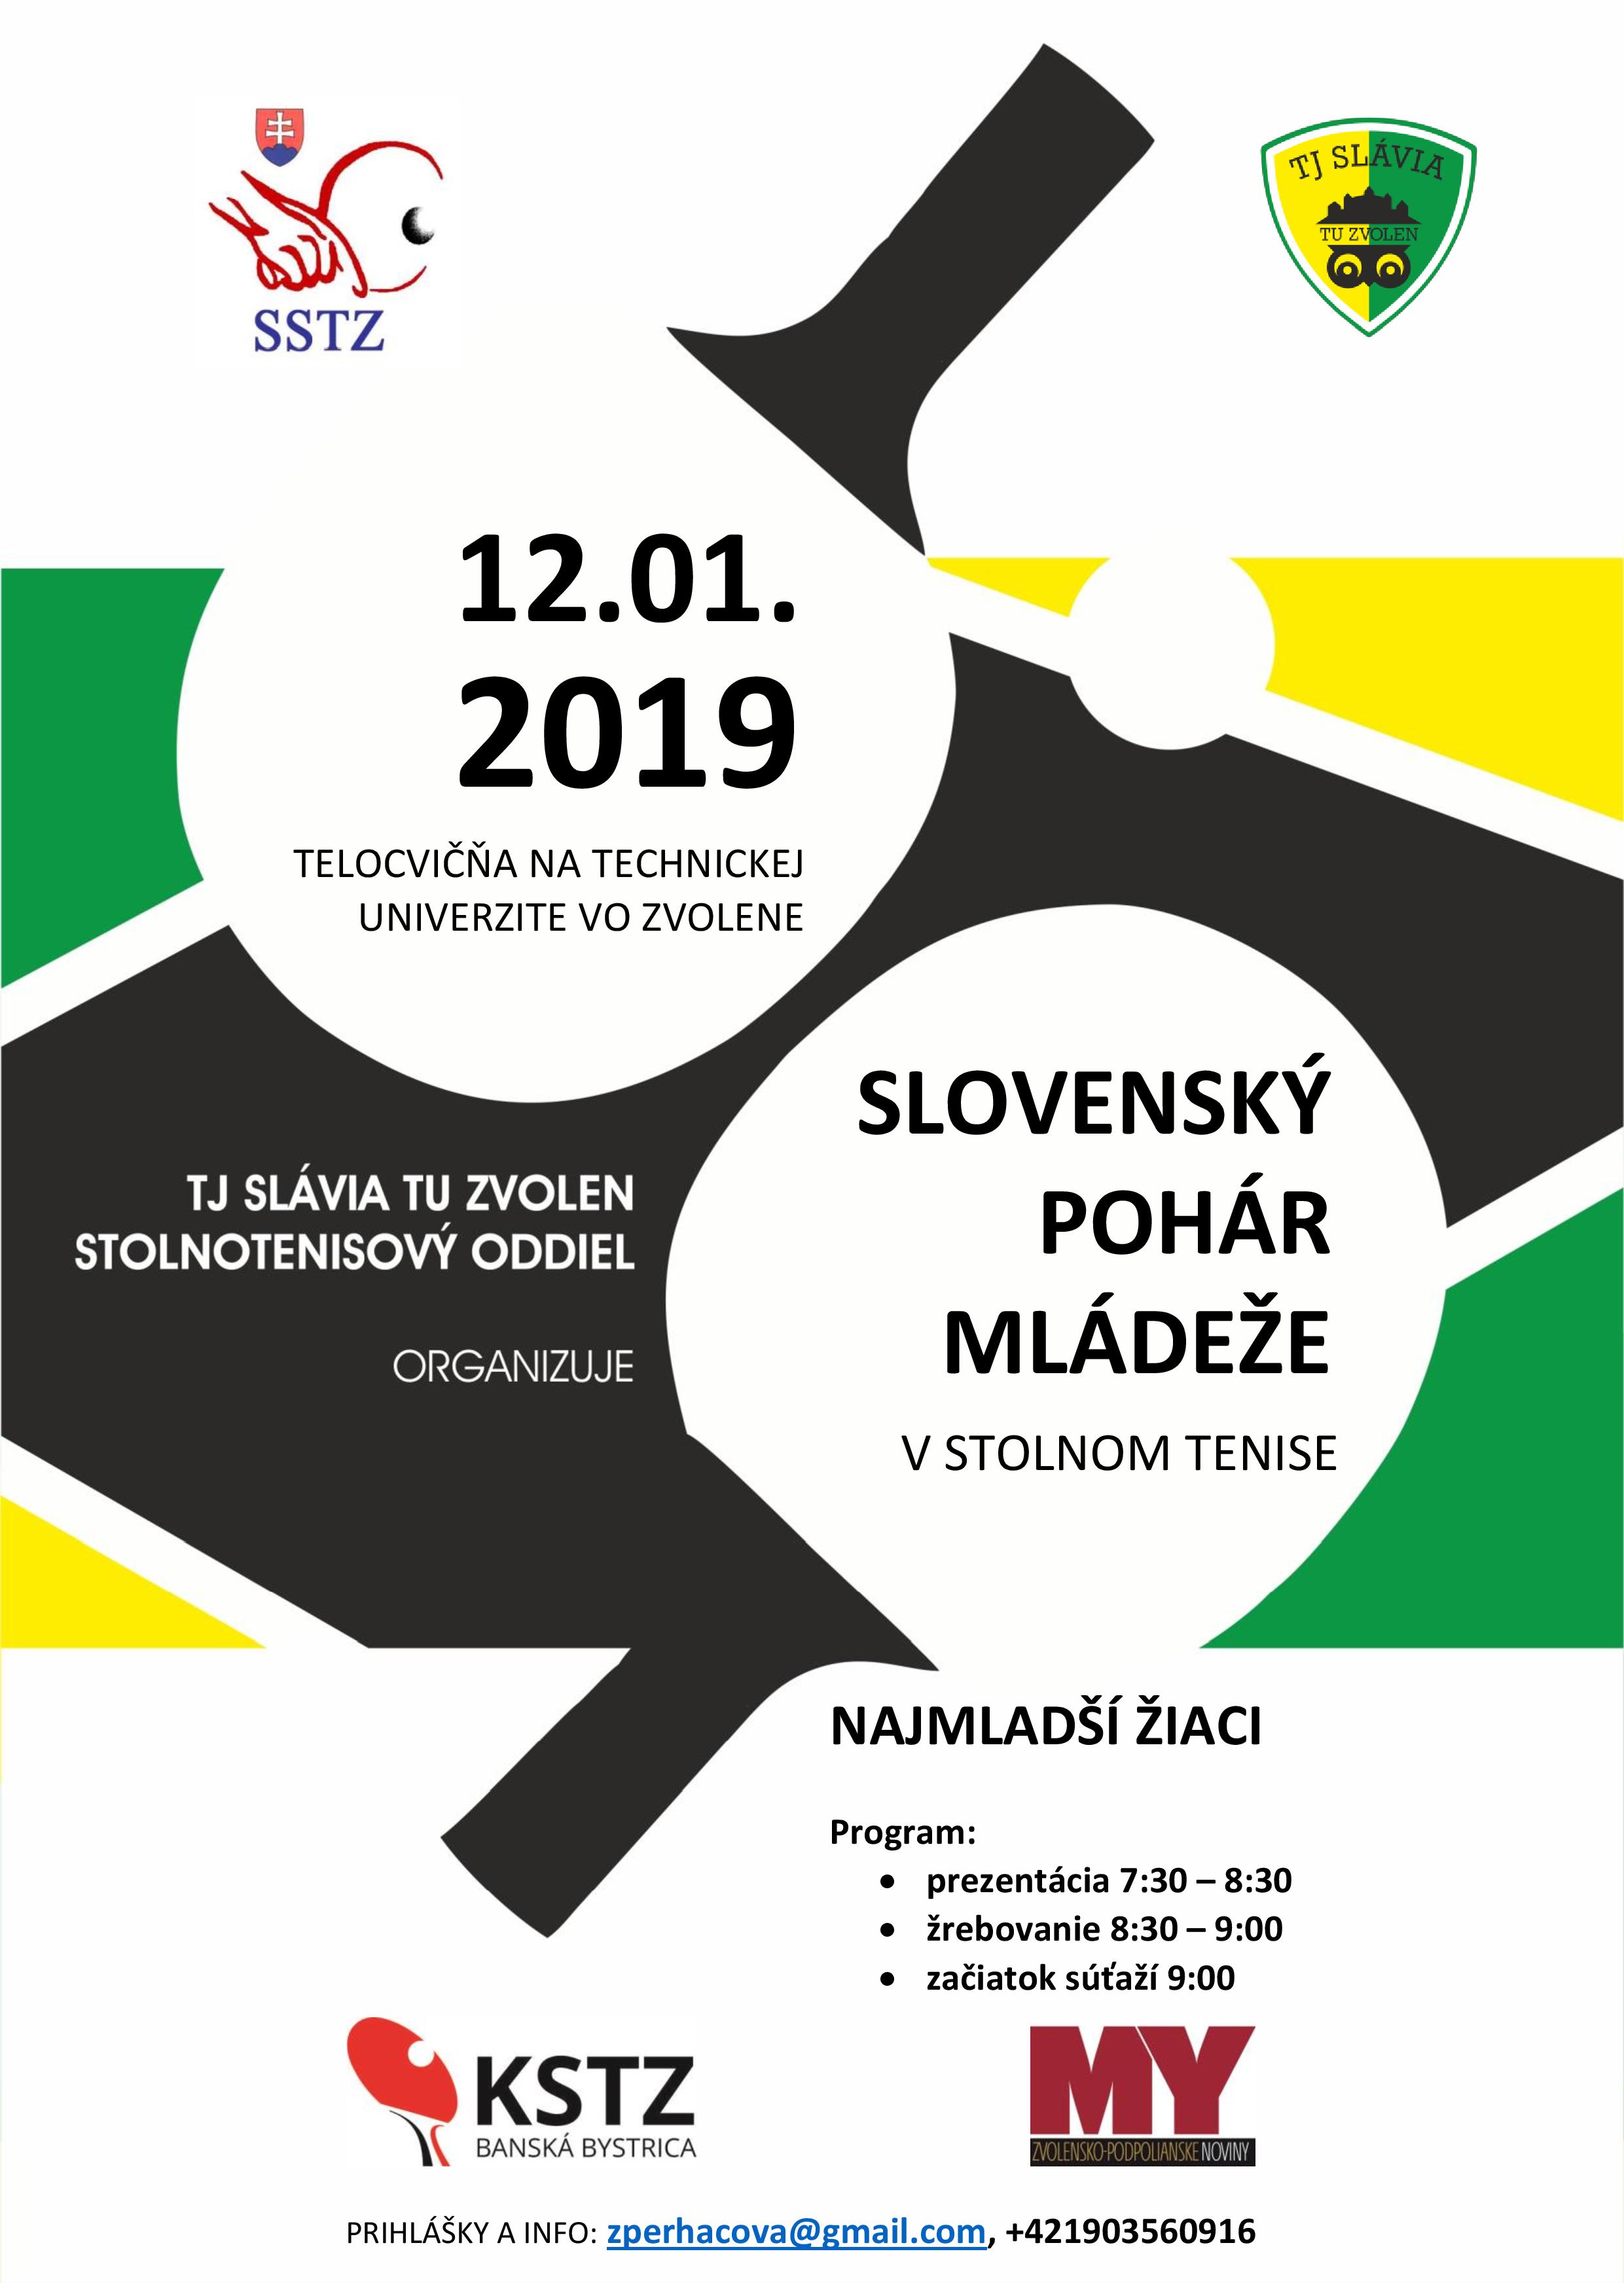 SSTZ
TJ SLÁVIA
TU ZVOLEN
12.01.
2019
TELOCVIČŇA NA TECHNICKEJ
UNIVERZITE VO ZVOLENE
TJ SLÁVIA TU ZVOLEN
STOLNOTENISOVÝ ODDIEL
ORGANIZUJE
SLOVENSKÝ
POHÁR
MLÁDEŽE
V STOLNOM TENISE
NAJMLADŠÍ ŽIACI
Program:
• prezentácia 7:30 – 8:30
• žrebovanie 8:30 – 9:00
• začiatok súťaží 9:00
KSTZ
BANSKÁ BYSTRICA
MY
ZVOLENSKO-PODPOLIANSKE NOVINY
PRIHLÁŠKY A INFO: zperhacova@gmail.com, +421903560916